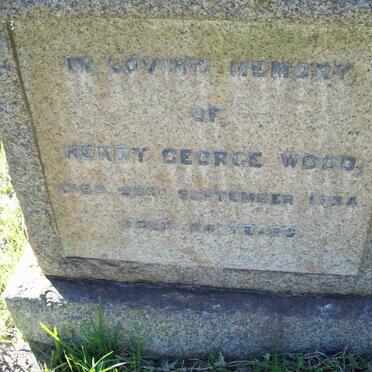 IN LOVING MEMORY
OF
HENRY GEORGE WOOD,
DIED SEPTEMBER
AGED YEARS.